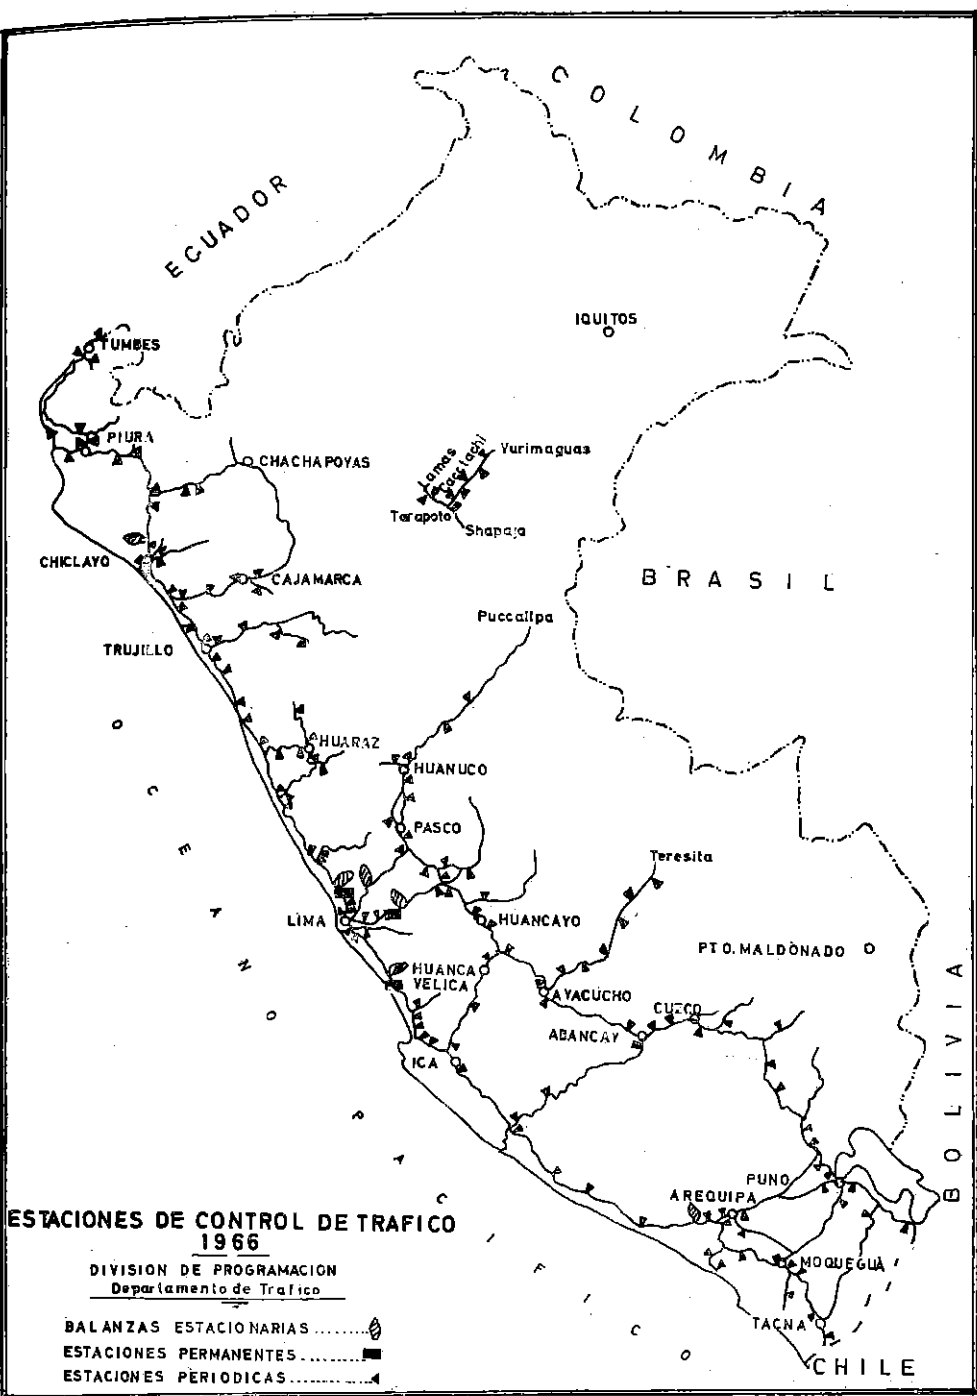 COLOMBIA
ECUADOR
IQUITOS
TUMBES
PIURA
CHACHAPOYAS
Lamas
Cacctachi
Yurimaguas
Tarapoto
Shapaja
CHICLAYO
CAJAMARCA
BRASIL
Puccallpa
TRUJILLO
HUARAZ
HUANUCO
PASCO
Teresita
LIMA
HUANCAYO
PTO. MALDONADO
HUANCA
VELICA
AYACUCHO
CUZCO
ABANCAY
ICA
BOLIVIA
OCEANO PACIFICO
PUNO
AREQUIPA
MOQUEGUA
TACNA
CHILE
ESTACIONES DE CONTROL DE TRAFICO
1966
DIVISION DE PROGRAMACION
Departamento de Trafico
BALANZAS ESTACIONARIAS........
ESTACIONES PERMANENTES.........
ESTACIONES PERIODICAS..........